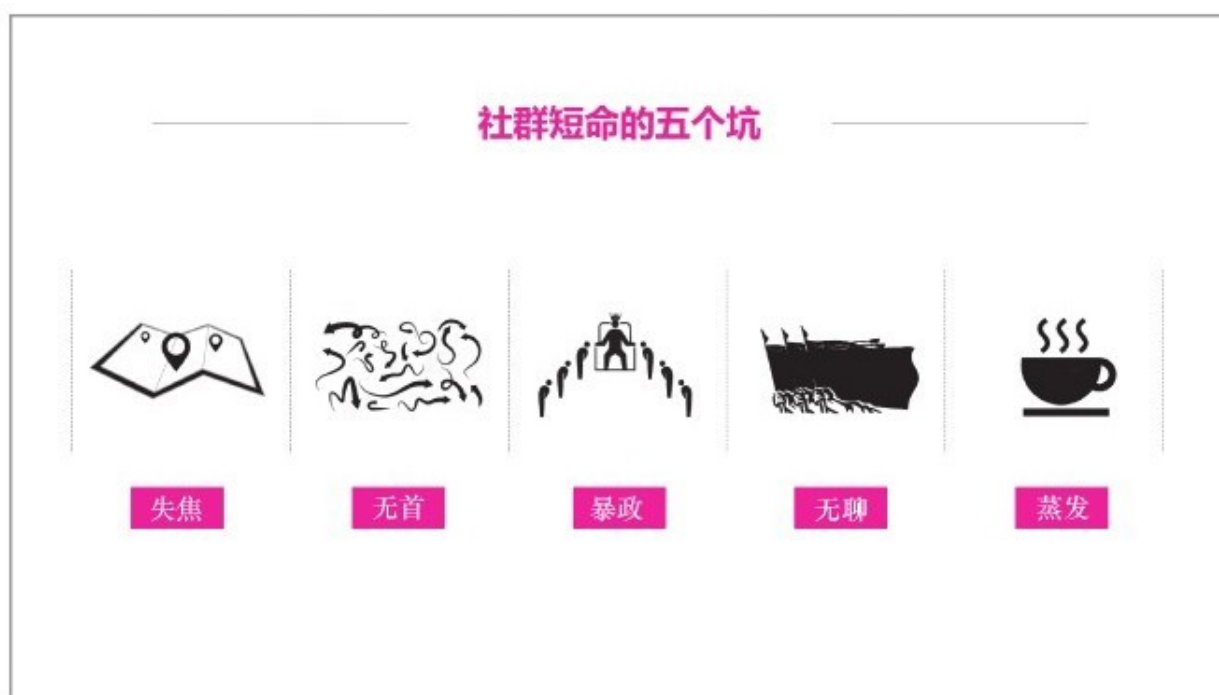 社群短命的五个坑
失焦
无首
暴政
无聊
蒸发